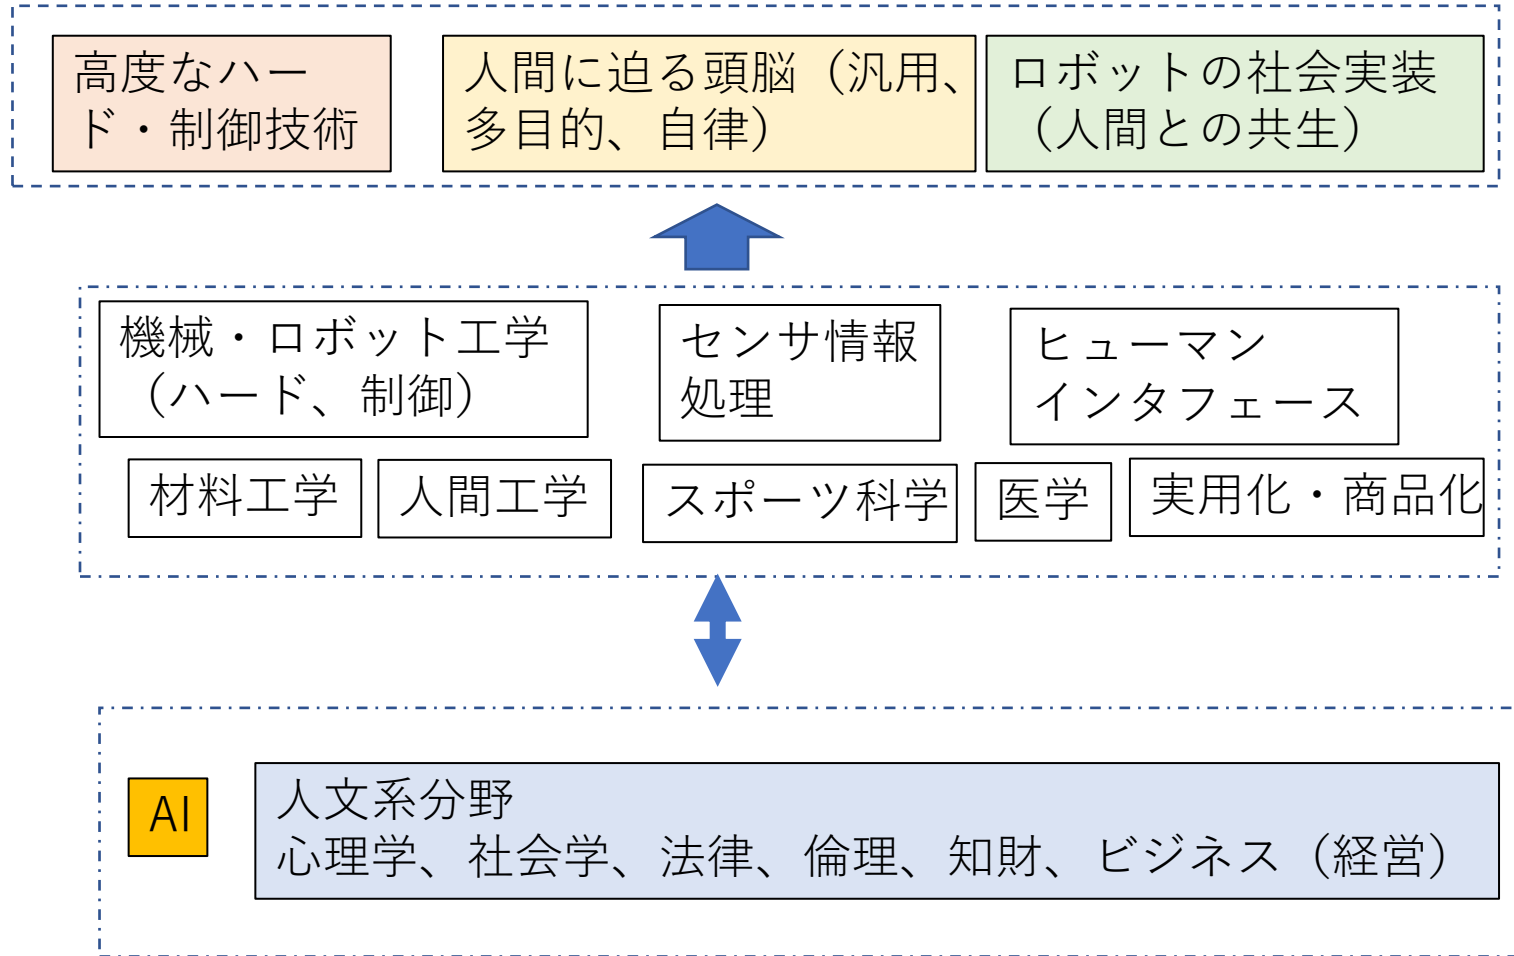 高度なハー
ド・制御技術
人間に迫る頭脳（汎用、
多目的、自律）
ロボットの社会実装
（人間との共生）
機械・ロボット工学
（ハード、制御）
センサ情報
処理
ヒューマン
インタフェース
材料工学
人間工学
スポーツ科学
医学
実用化・商品化
AI
人文系分野
心理学、社会学、法律、倫理、知財、ビジネス（経営）